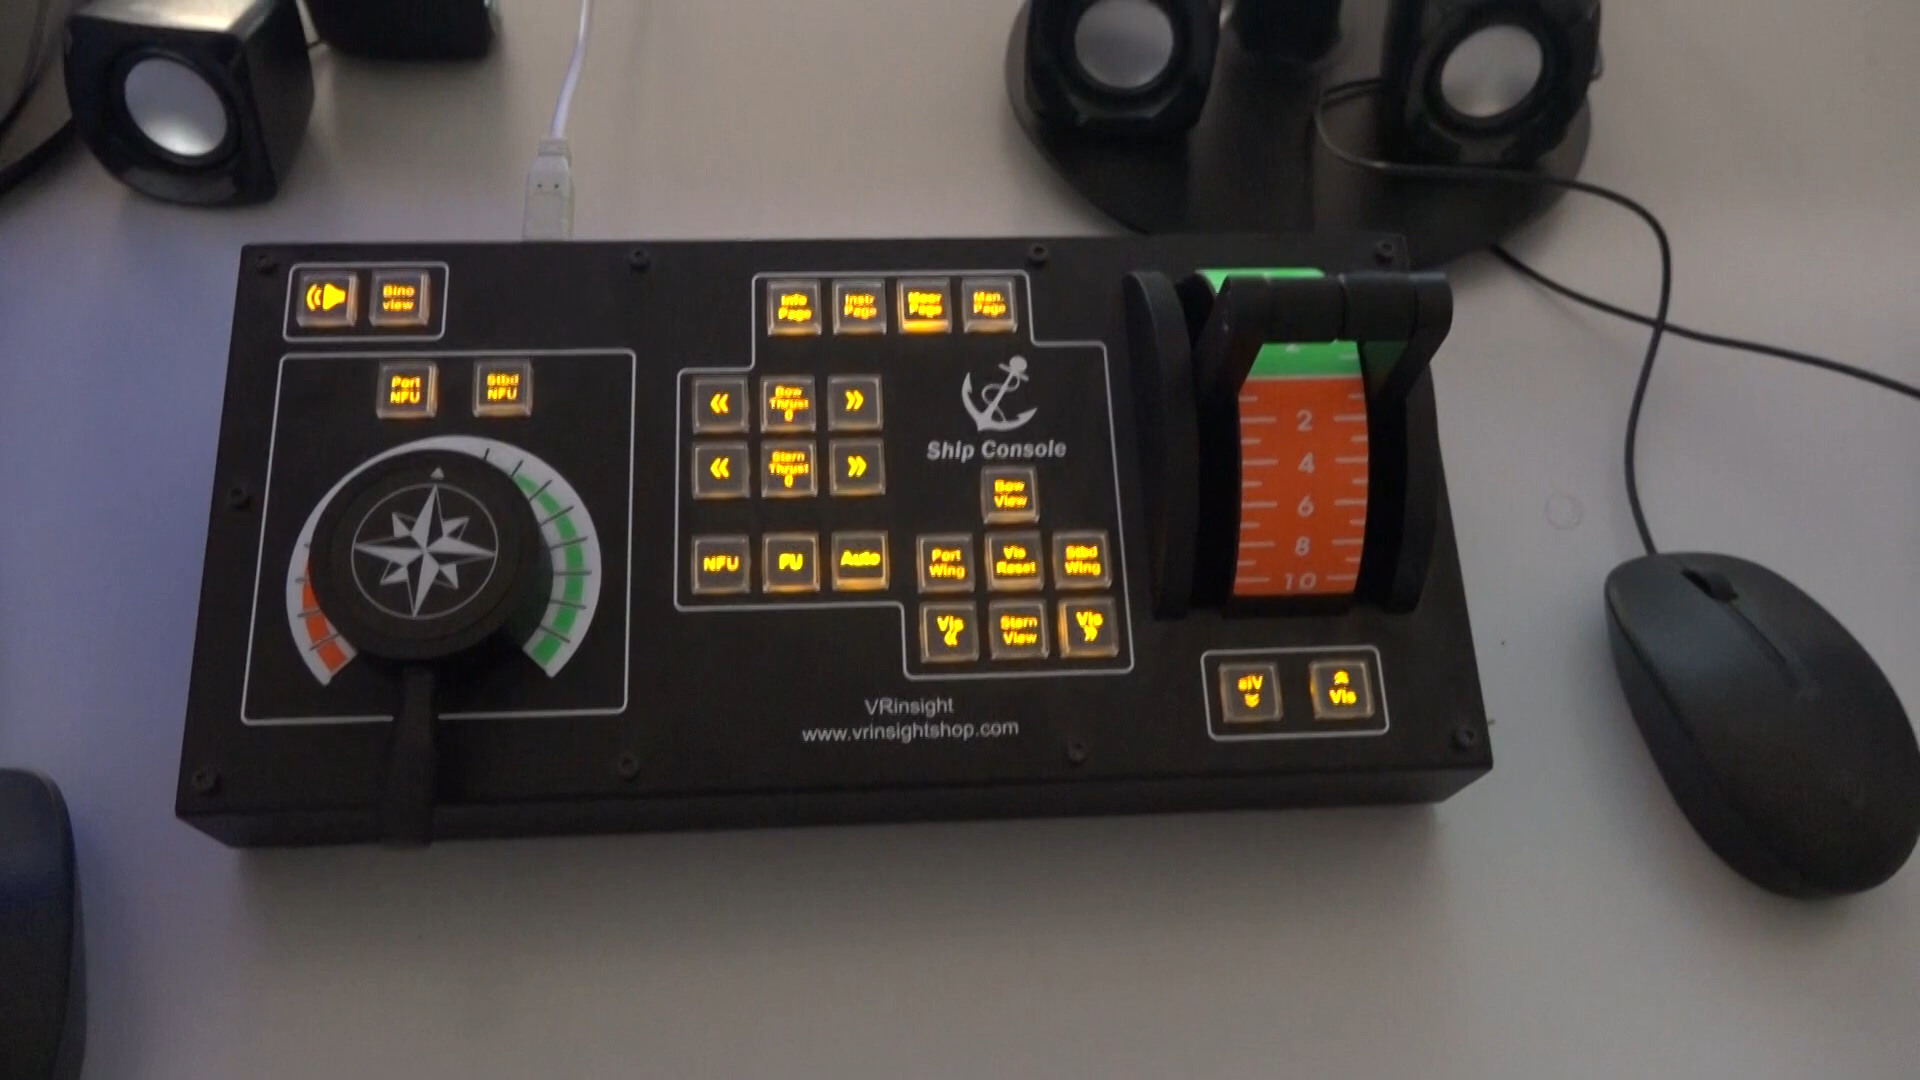 Bino
view
Info
Page
Instr
Page
Moor
Page
Man.
Page
Port
NFU
Stbd
NFU
«
Bow
Thrust
0
»
«
Stern
Thrust
0
»
Ship Console
Bow
View
NFU
FU
Auto
Port
Wing
Vis
Reset
Stbd
Wing
Vis
«
Stern
View
Vis
»
2
4
6
8
10
Vis
Vis
VRinsight
www.vrinsightshop.com